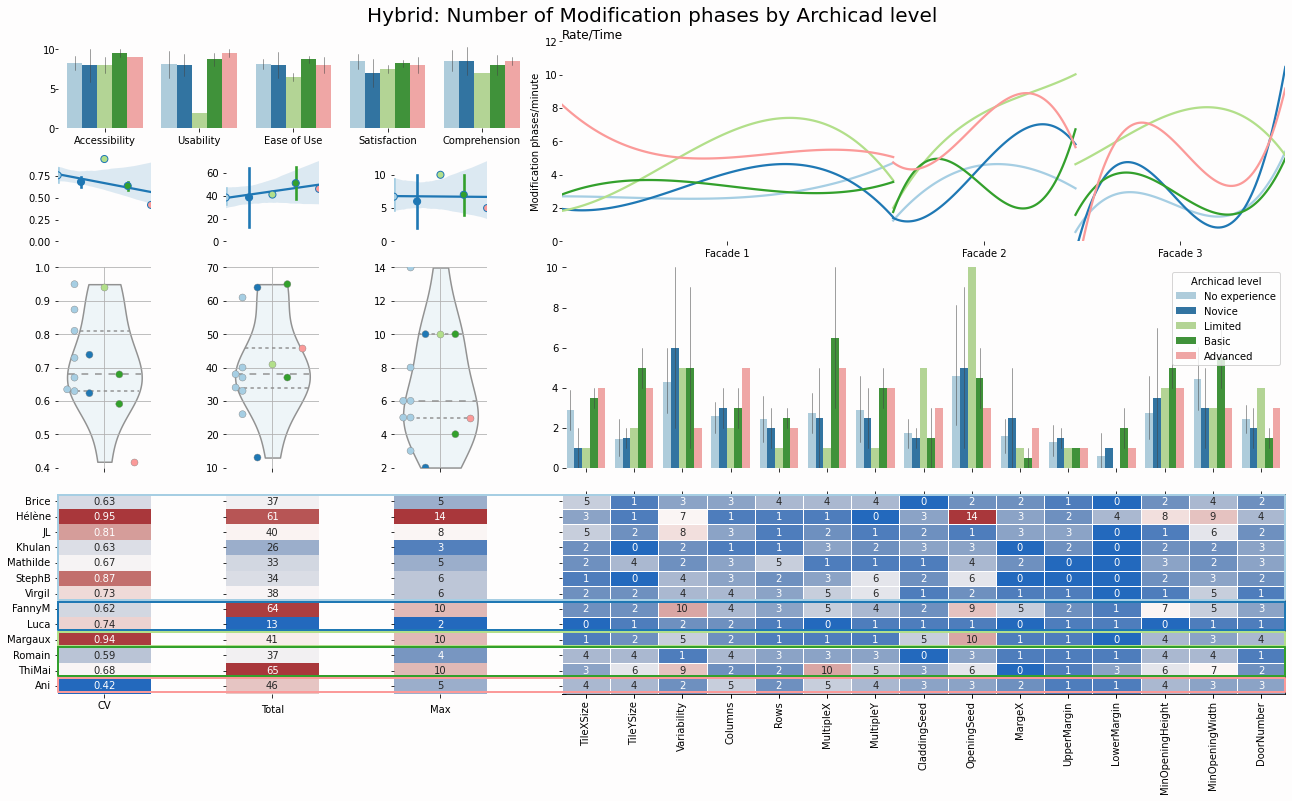 Hybrid: Number of Modification phases by Archicad level
10
5
0
Accessibility Usability Ease of Use Satisfaction Comprehension
0.75
0.50
0.25
0.00
60
40
20
0
10
5
0
Rate/Time
Modification phases/minute
12
10
8
6
4
2
0
Facade 1 Facade 2 Facade 3
1.0
0.9
0.8
0.7
0.6
0.5
0.4
70
60
50
40
30
20
10
14
12
10
8
6
4
2
10
8
6
4
2
0
Archicad level
No experience
Novice
Limited
Basic
Advanced
Brice 0.63 37 5 5 1 3 3 4 4 4 0 2 2 1 0 2 4 2
Hélène 0.95 61 14 3 1 7 1 1 1 0 3 14 3 2 4 8 9 4
JL 0.81 40 8 5 2 8 3 1 2 1 2 1 3 3 0 1 6 2
Khulan 0.63 26 3 2 0 2 1 1 3 2 3 3 0 2 0 2 2 3
Mathilde 0.67 33 5 2 4 2 3 5 1 1 1 4 2 0 0 2 3 3
StephB 0.87 34 6 1 0 4 3 2 3 6 2 6 0 0 0 2 3 2
Virgil 0.73 38 6 2 2 4 4 3 5 6 1 2 1 1 0 1 5 1
FannyM 0.62 64 10 2 2 10 4 3 5 4 2 9 5 2 1 7 5 3
Luca 0.74 13 2 0 1 2 2 1 0 1 1 1 0 1 1 0 1 1
Margaux 0.94 41 10 1 2 5 2 1 1 1 5 10 1 1 0 4 3 4
Romain 0.59 37 4 4 4 1 4 3 3 3 0 3 1 1 1 4 4 1
ThiMai 0.68 65 10 3 6 9 2 2 10 5 3 6 0 1 3 6 7 2
Ani 0.42 46 5 4 4 2 5 2 5 4 3 3 2 1 1 4 3 3
CV Total Max
TileXSize
TileYSize
Variability
Columns
Rows
MultipleX
MultipleY
CladdingSeed
OpeningSeed
MargeX
UpperMargin
LowerMargin
MinOpeningHeight
MinOpeningWidth
DoorNumber